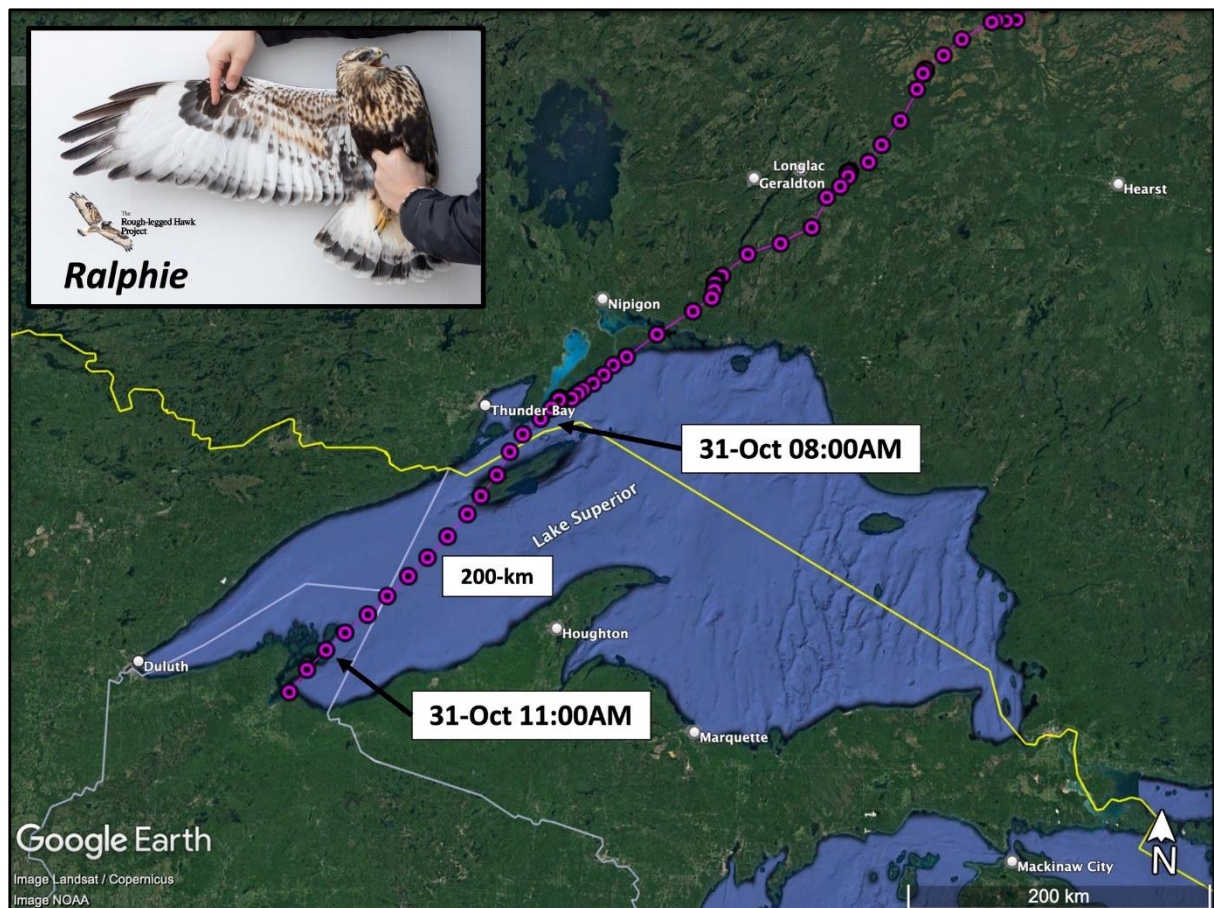 The
Rough-legged Hawk
Project
Ralphie
Longlac
Geraldton
Hearst
Nipigon
Thunder Bay
31-Oct 08:00AM
Lake Superior
200-km
Houghton
Duluth
31-Oct 11:00AM
Marquette
Google Earth
Image Landsat / Copernicus
Image NOAA
Mackinaw City
N
200 km